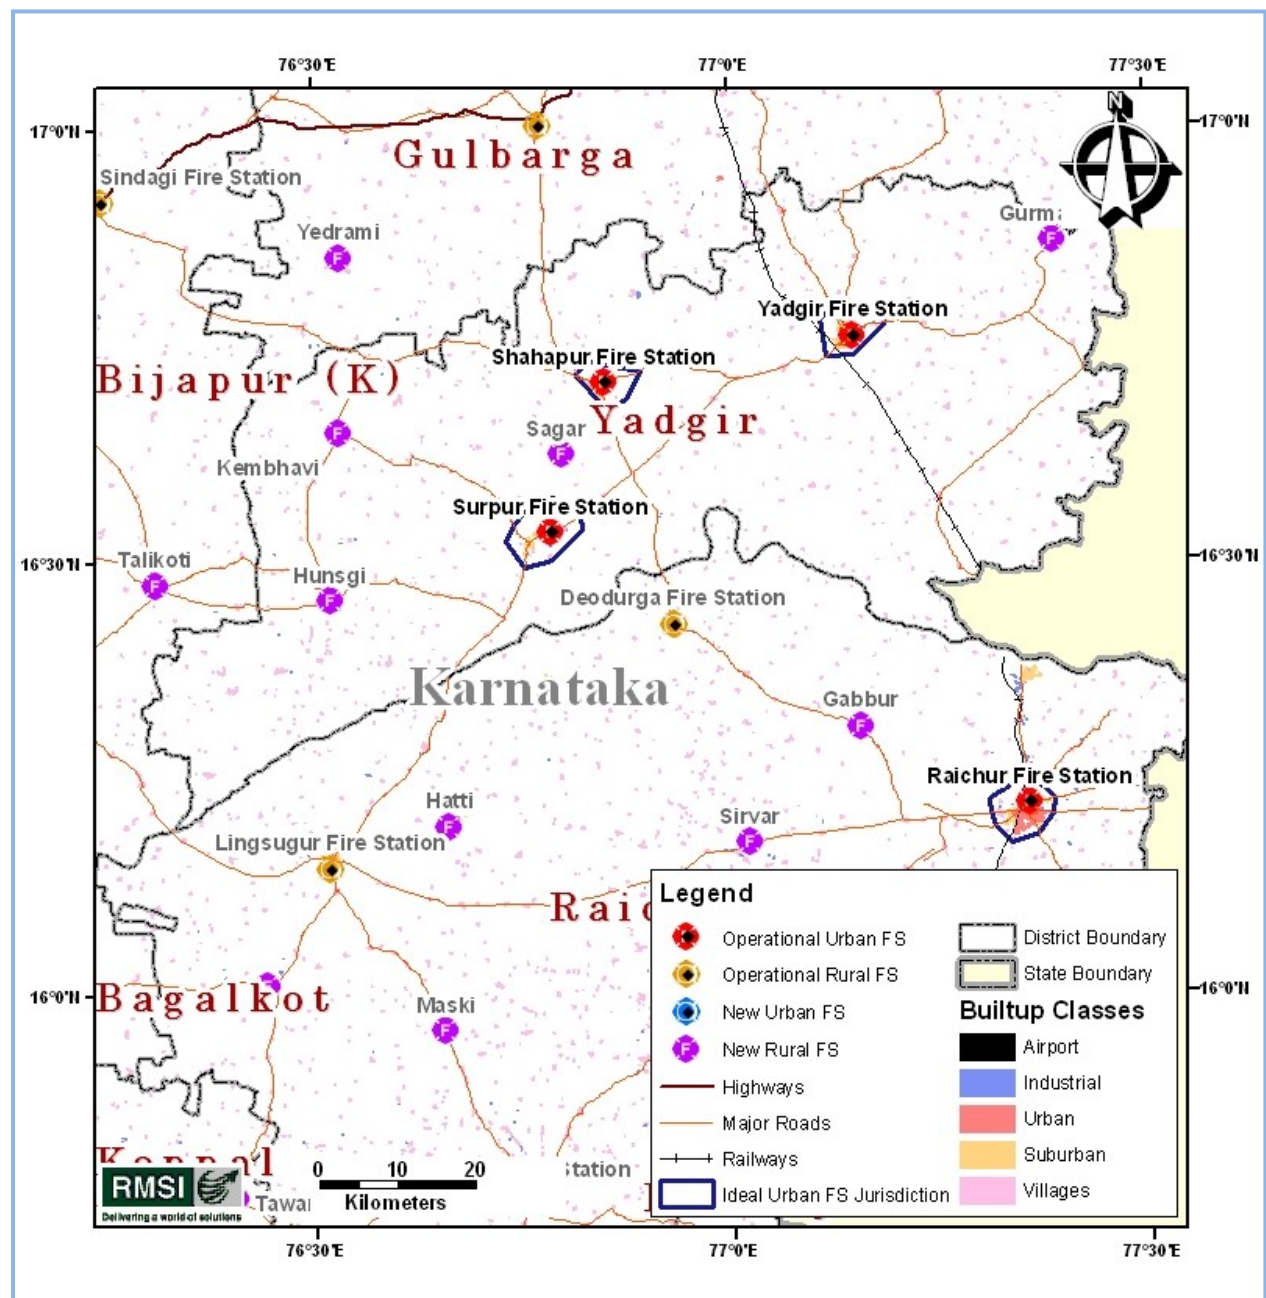 76°30'E
77°0'E
77°30'E
17°0'N
17°0'N
N
Gulbarga
Sindagi Fire Station
Yedrami
Yadgir Fire Station
Shahapur Fire Station
Bijapur (K)
Yadgir
F
Sagar
F
Kembhavi
F
Surpur Fire Station
16°30'N
16°30'N
Talikoti
F
Hunsgi
F
Deodurga Fire Station
Karnataka
Gabbur
F
Raichur Fire Station
Hatti
F
Sirvar
F
Lingsugur Fire Station
Bagalkot
16°0'N
16°0'N
Maski
F
Legend
Operational Urban FS
Operational Rural FS
New Urban FS
F New Rural FS
Highways
Major Roads
Railways
Ideal Urban FS Jurisdiction
District Boundary
State Boundary
Builtup Classes
Airport
Industrial
Urban
Suburban
Villages
RMSI
Delivering a world of solutions
0 10 20
Kilometers
76°30'E
77°0'E
77°30'E